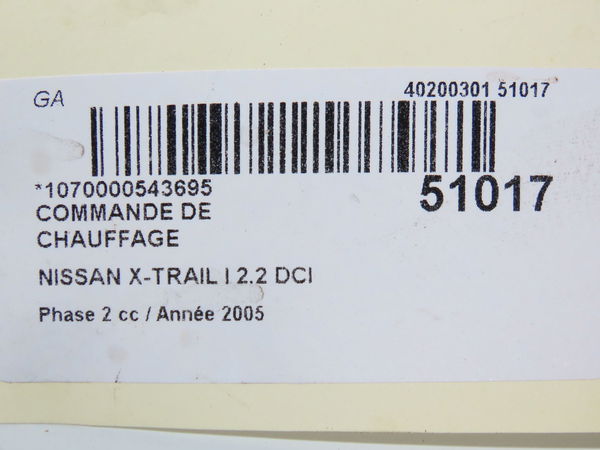 GA
40200301 51017
*1070000543695
51017
COMMANDE DE
CHAUFFAGE
NISSAN X-TRAIL I 2.2 DCI
Phase 2 cc / Année 2005